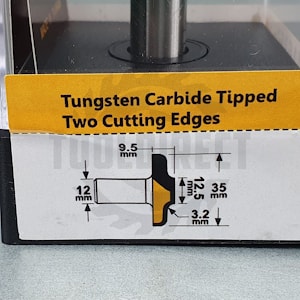 Tungsten Carbide Tipped
Two Cutting Edges
9.5
mm
12
mm
12.5
mm
35
mm
3.2
mm